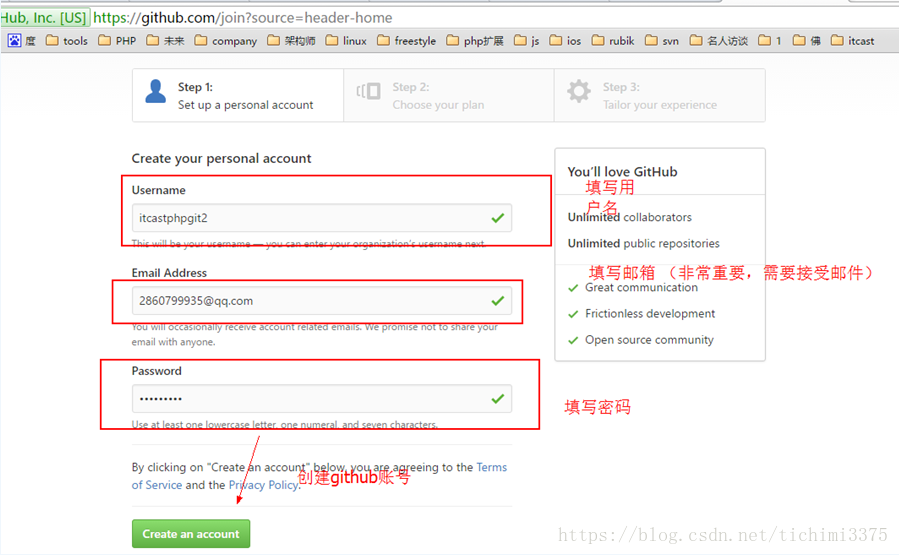 Hub, Inc. [US] https://github.com/join?source=header-home
度 tools PHP 未来 company 架构师 linux freestyle php扩展 js ios rubik svn 名人访谈 1 佛 itcast
Step 1:
Set up a personal account
Step 2:
Choose your plan
Step 3:
Tailor your experience
Create your personal account
Username
itcastphpgit2
This will be your username — you can enter your organization's username next.
Email Address
2860799935@qq.com
You will occasionally receive account related emails. We promise not to share your
email with anyone.
Password
•••••••••
Use at least one lowercase letter, one numeral, and seven characters.
By clicking on "Create an account" below, you are agreeing to the Terms
of Service and the Privacy Policy.
创建github账号
Create an account
You'll love GitHub
填写用
户名
Unlimited collaborators
Unlimited public repositories
填写邮箱 （非常重要，需要接受邮件）
Great communication
Frictionless development
Open source community
填写密码
https://blog.csdn.net/tichimi3375